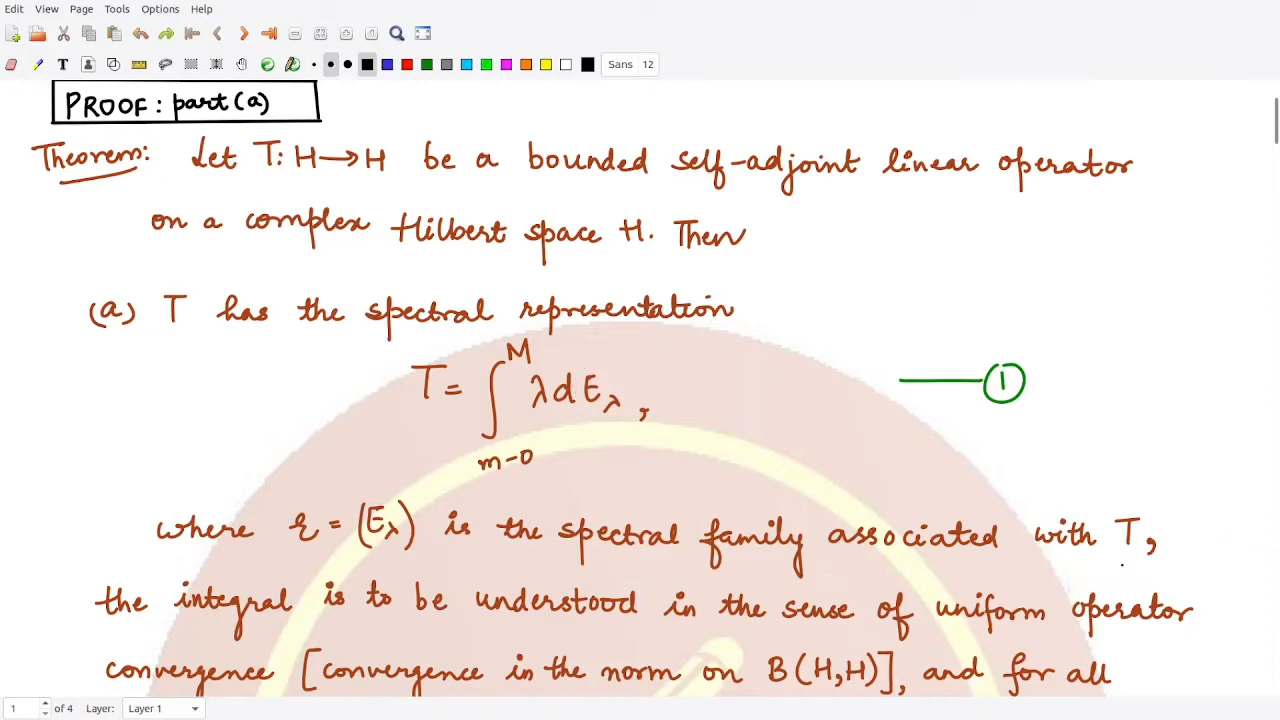 Edit View Page Tools Options Help
Sans 12
PROOF: part(a)
Theorem: Let T: H→H be a bounded self-adjoint linear operator
on a complex Hilbert space H. Then
(a) T has the spectral representation
T = ∫_{m-0}^{M} λ d E_λ , ——— ①
where ℰ = (E_λ) is the spectral family associated with T,
the integral is to be understood in the sense of uniform operator
convergence [convergence in the norm on B(H,H)], and for all
1 of 4 Layer: Layer 1